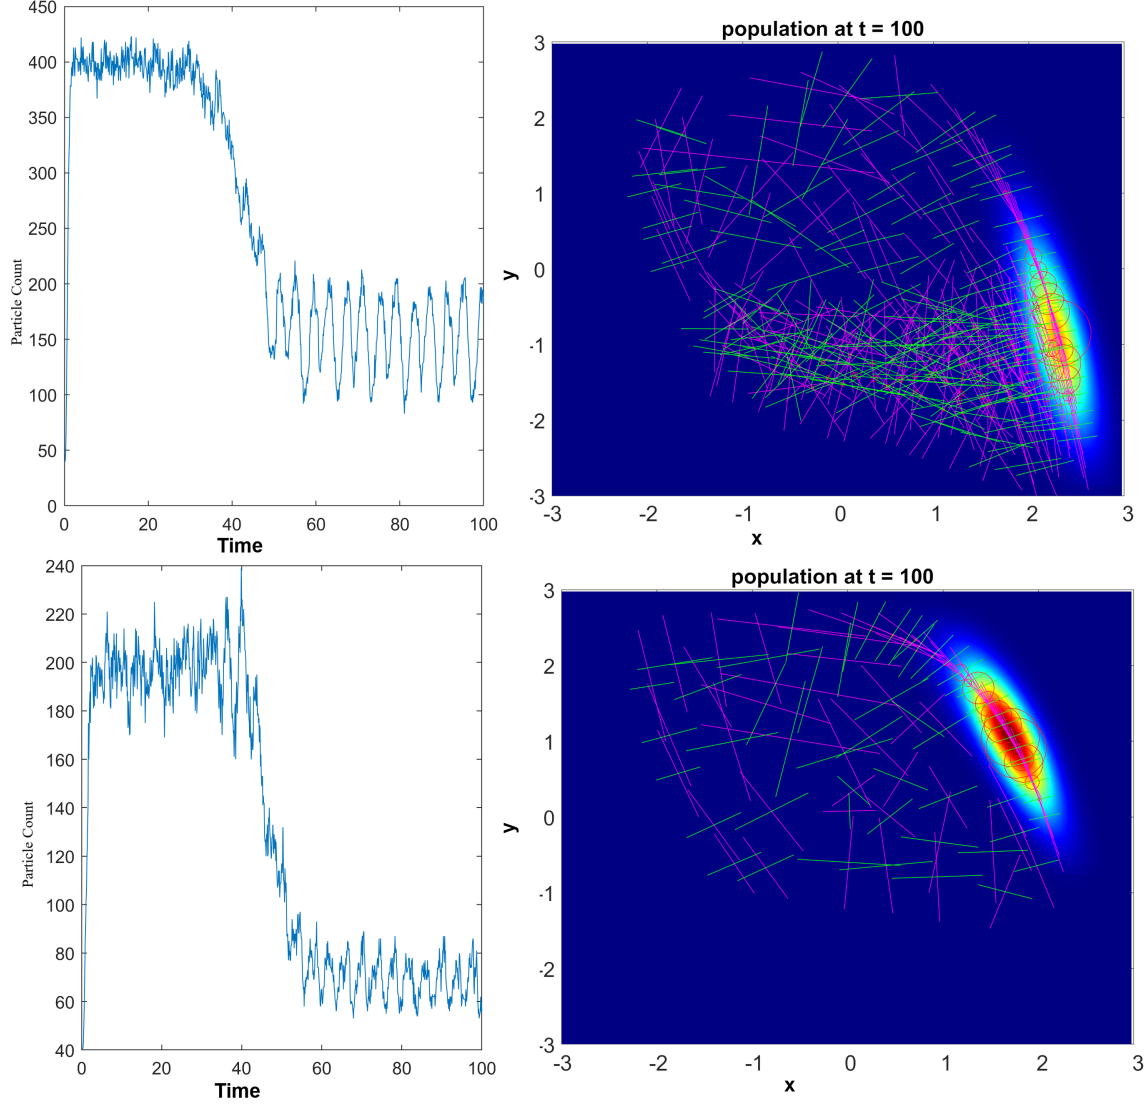 450
400
350
300
250
200
150
100
50
0
0 20 40 60 80 100
Particle Count
Time
population at t = 100
3
2
1
0
-1
-2
-3
-3 -2 -1 0 1 2 3
y
x
240
220
200
180
160
140
120
100
80
60
40
0 20 40 60 80 100
Particle Count
Time
population at t = 100
3
2
1
0
-1
-2
-3
-3 -2 -1 0 1 2 3
y
x